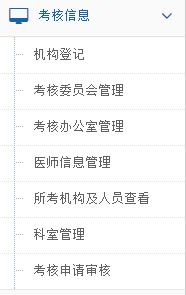 考核信息
机构登记
考核委员会管理
考核办公室管理
医师信息管理
所考机构及人员查看
科室管理
考核申请审核